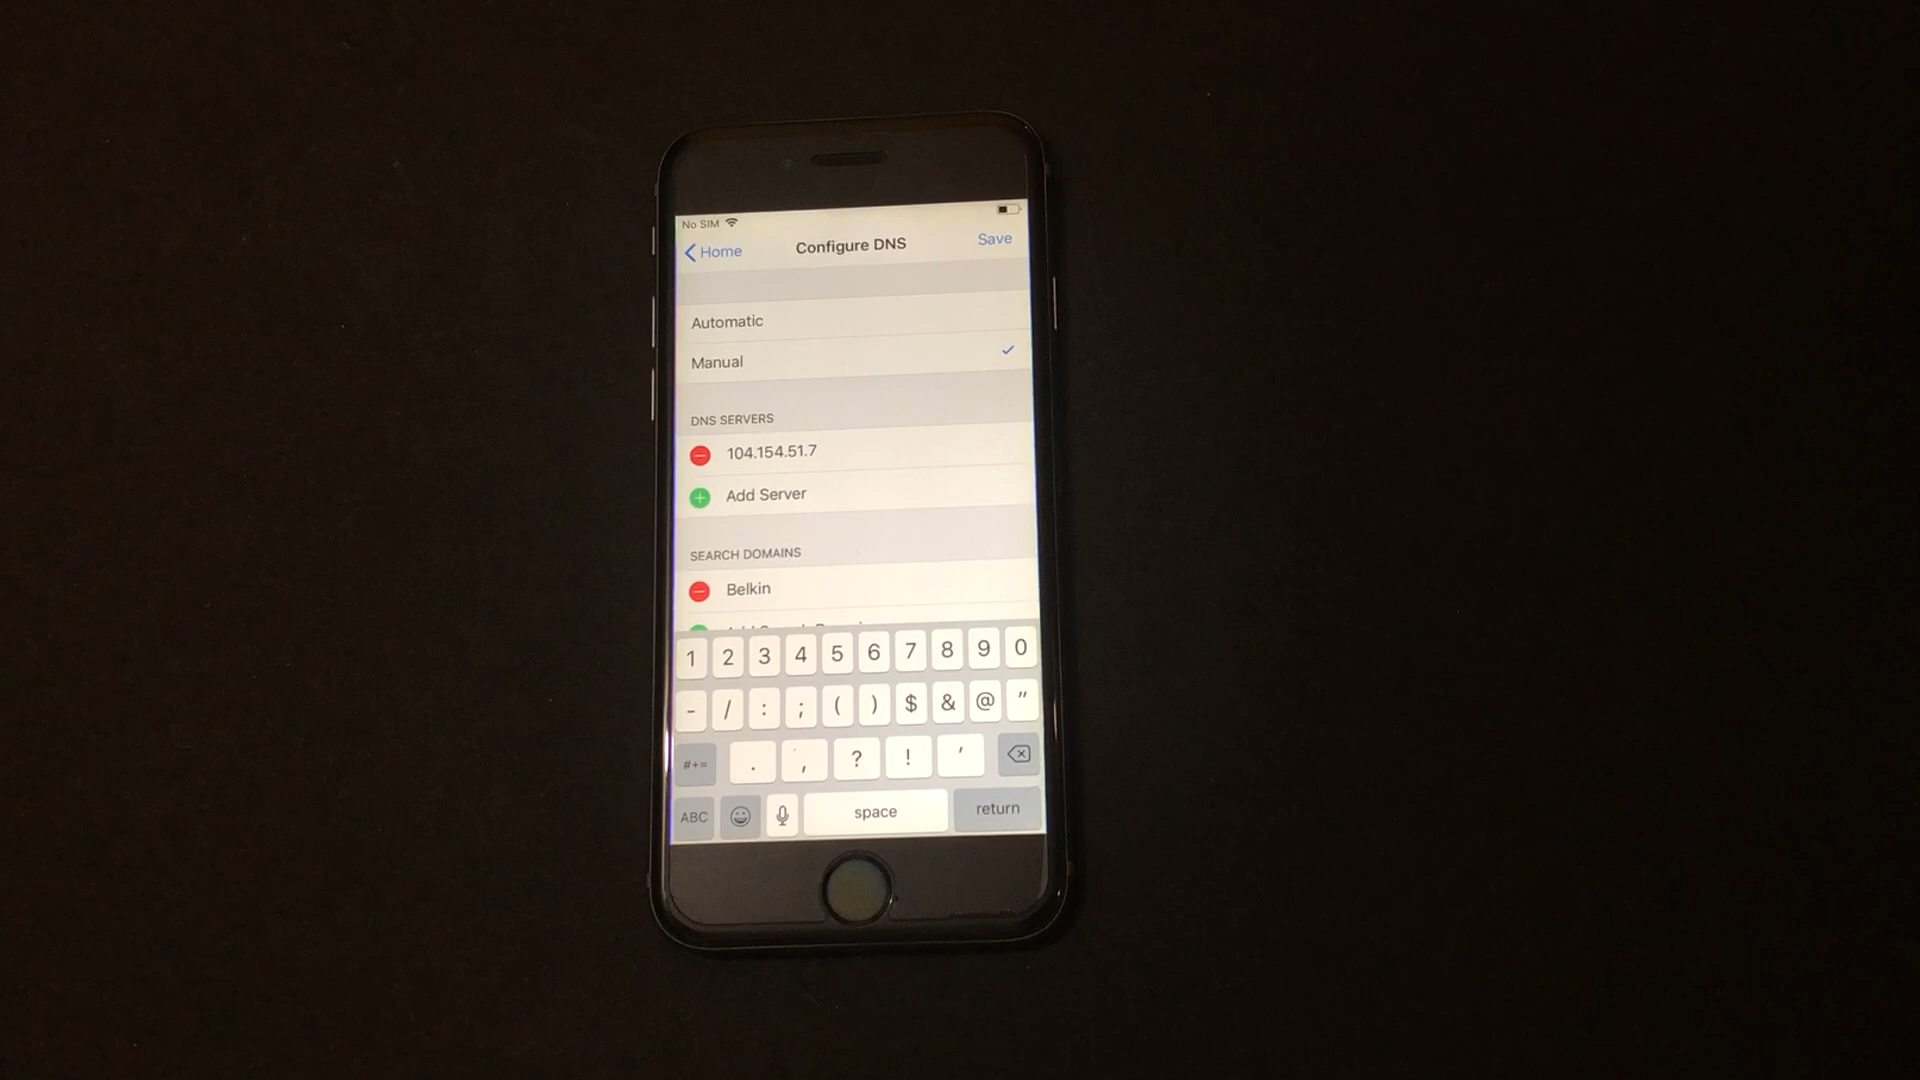 No SIM
Home Configure DNS Save
Automatic
Manual
DNS SERVERS
104.154.51.7
Add Server
SEARCH DOMAINS
Belkin
1 2 3 4 5 6 7 8 9 0
- / : ; ( ) $ & @ "
#+= . , ? ! '
ABC space return